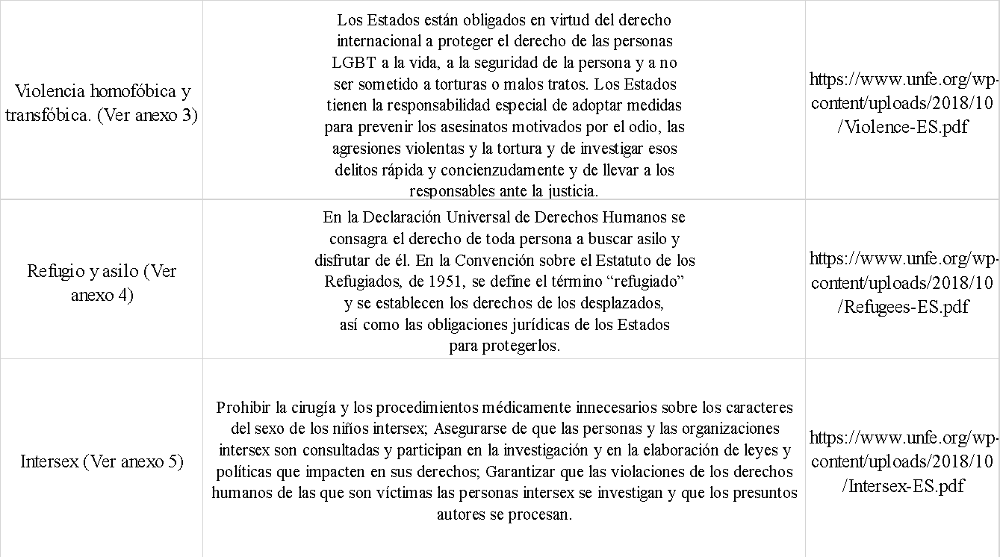 Violencia homofóbica y
transfóbica. (Ver anexo 3)
Los Estados están obligados en virtud del derecho
internacional a proteger el derecho de las personas
LGBT a la vida, a la seguridad de la persona y a no
ser sometido a torturas o malos tratos. Los Estados
tienen la responsabilidad especial de adoptar medidas
para prevenir los asesinatos motivados por el odio, las
agresiones violentas y la tortura y de investigar esos
delitos rápida y concienzudamente y de llevar a los
responsables ante la justicia.
https://www.unfe.org/wp-
content/uploads/2018/10
/Violence-ES.pdf
Refugio y asilo (Ver
anexo 4)
En la Declaración Universal de Derechos Humanos se
consagra el derecho de toda persona a buscar asilo y
disfrutar de él. En la Convención sobre el Estatuto de los
Refugiados, de 1951, se define el término “refugiado”
y se establecen los derechos de los desplazados,
así como las obligaciones jurídicas de los Estados
para protegerlos.
https://www.unfe.org/wp-
content/uploads/2018/10
/Refugees-ES.pdf
Intersex (Ver anexo 5)
Prohibir la cirugía y los procedimientos médicamente innecesarios sobre los caracteres
del sexo de los niños intersex; Asegurarse de que las personas y las organizaciones
intersex son consultadas y participan en la investigación y en la elaboración de leyes y
políticas que impacten en sus derechos; Garantizar que las violaciones de los derechos
humanos de las que son víctimas las personas intersex se investigan y que los presuntos
autores se procesan.
https://www.unfe.org/wp-
content/uploads/2018/10
/Intersex-ES.pdf